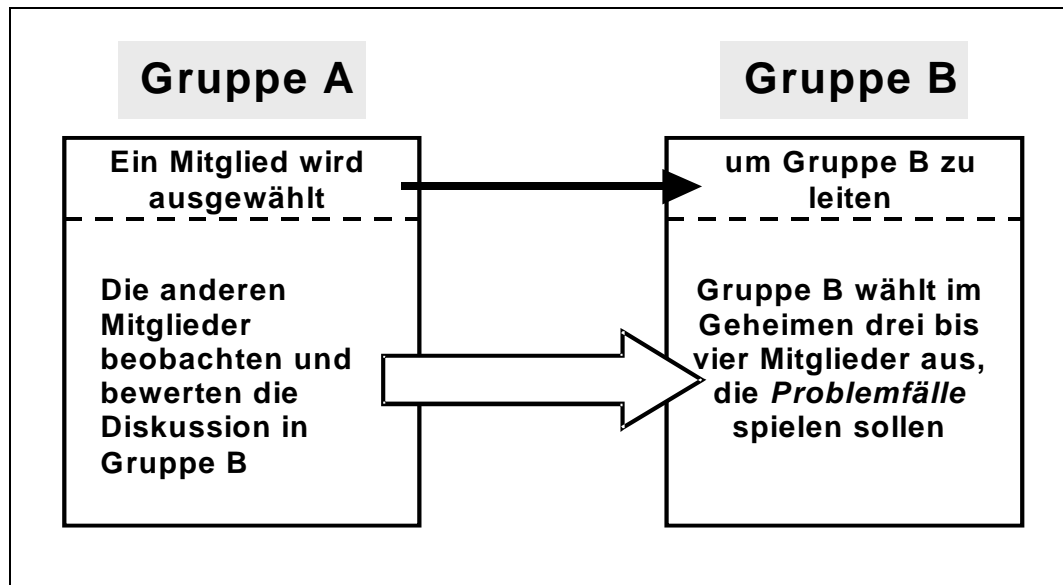 Gruppe A
Ein Mitglied wird
ausgewählt
Die anderen
Mitglieder
beobachten und
bewerten die
Diskussion in
Gruppe B
Gruppe B
um Gruppe B zu
leiten
Gruppe B wählt im
Geheimen drei bis
vier Mitglieder aus,
die Problemfälle
spielen sollen